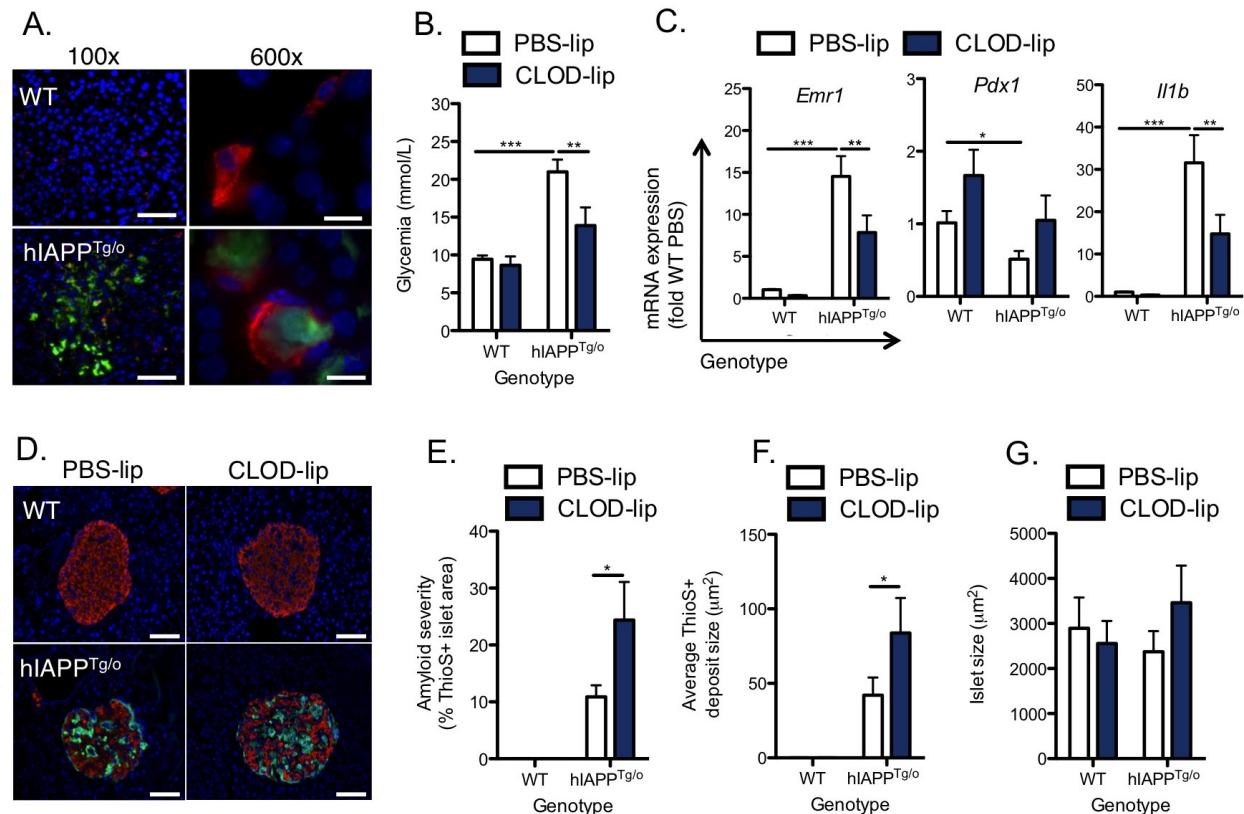 A.
100x 600x
WT
hIAPPTg/o
B.
PBS-lip
CLOD-lip
Glycemia (mmol/L)
30
25
20
15
10
5
0
*** **
WT hIAPPTg/o
Genotype
C.
PBS-lip CLOD-lip
mRNA expression
(fold WT PBS)
Genotype
Emr1
25
20
15
10
5
0
*** **
WT hIAPPTg/o
Pdx1
3
2
1
0
*
WT hIAPPTg/o
Il1b
50
40
30
20
10
0
*** **
WT hIAPPTg/o
D.
PBS-lip CLOD-lip
WT
hIAPPTg/o
E.
PBS-lip
CLOD-lip
Amyloid severity
(% ThioS+ islet area)
40
30
20
10
0
*
WT hIAPPTg/o
Genotype
F.
PBS-lip
CLOD-lip
Average ThioS+
deposit size (μm²)
150
100
50
0
*
WT hIAPPTg/o
Genotype
G.
PBS-lip
CLOD-lip
Islet size (μm²)
5000
4000
3000
2000
1000
0
WT hIAPPTg/o
Genotype